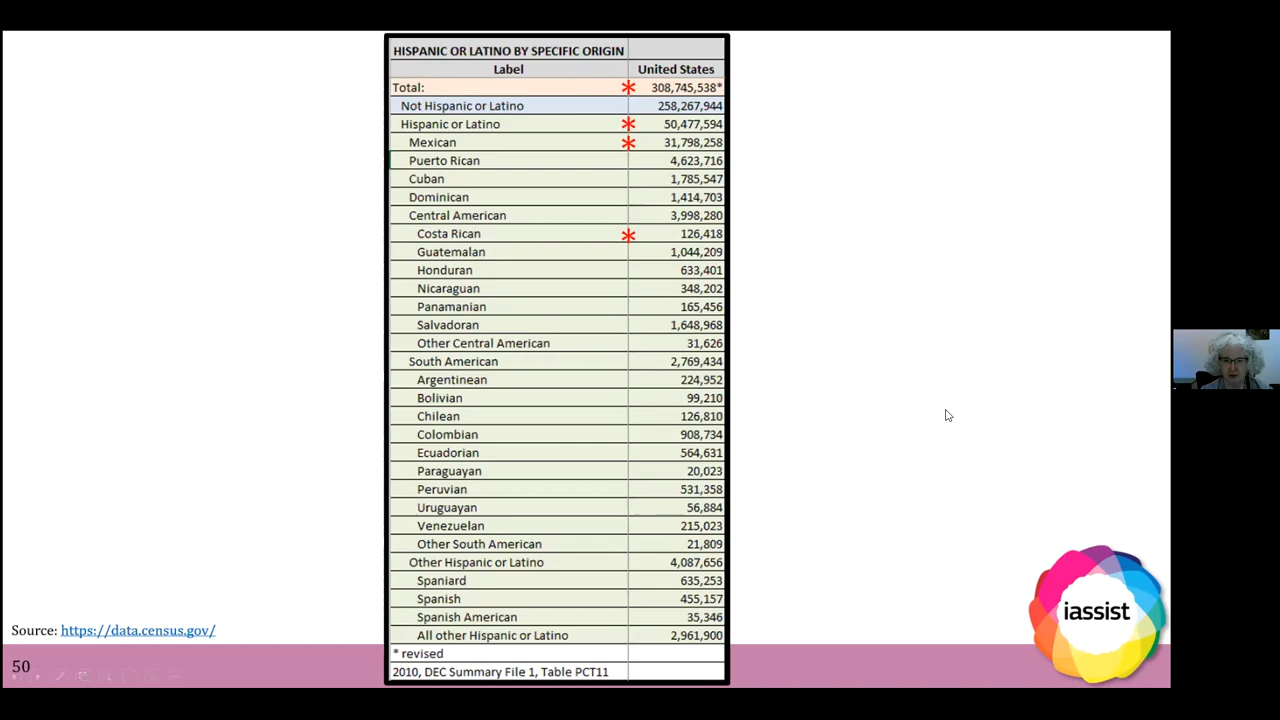 HISPANIC OR LATINO BY SPECIFIC ORIGIN
Label United States
Total: * 308,745,538*
Not Hispanic or Latino 258,267,944
Hispanic or Latino * 50,477,594
Mexican * 31,798,258
Puerto Rican 4,623,716
Cuban 1,785,547
Dominican 1,414,703
Central American 3,998,280
Costa Rican * 126,418
Guatemalan 1,044,209
Honduran 633,401
Nicaraguan 348,202
Panamanian 165,456
Salvadoran 1,648,968
Other Central American 31,626
South American 2,769,434
Argentinean 224,952
Bolivian 99,210
Chilean 126,810
Colombian 908,734
Ecuadorian 564,631
Paraguayan 20,023
Peruvian 531,358
Uruguayan 56,884
Venezuelan 215,023
Other South American 21,809
Other Hispanic or Latino 4,087,656
Spaniard 635,253
Spanish 455,157
Spanish American 35,346
All other Hispanic or Latino 2,961,900
* revised
2010, DEC Summary File 1, Table PCT11
Source: https://data.census.gov/
50
iassist